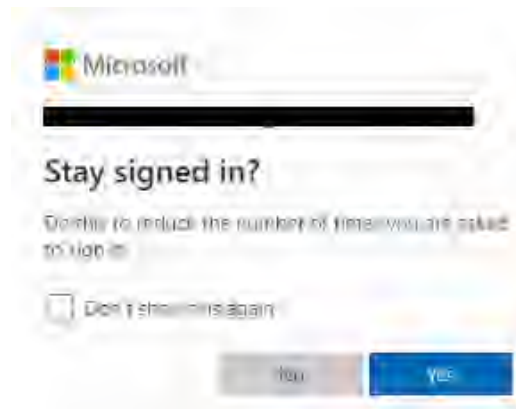 Microsoft
Stay signed in?
Do this to reduce the number of times you are asked
to sign in.
Don't show this again
No
Yes